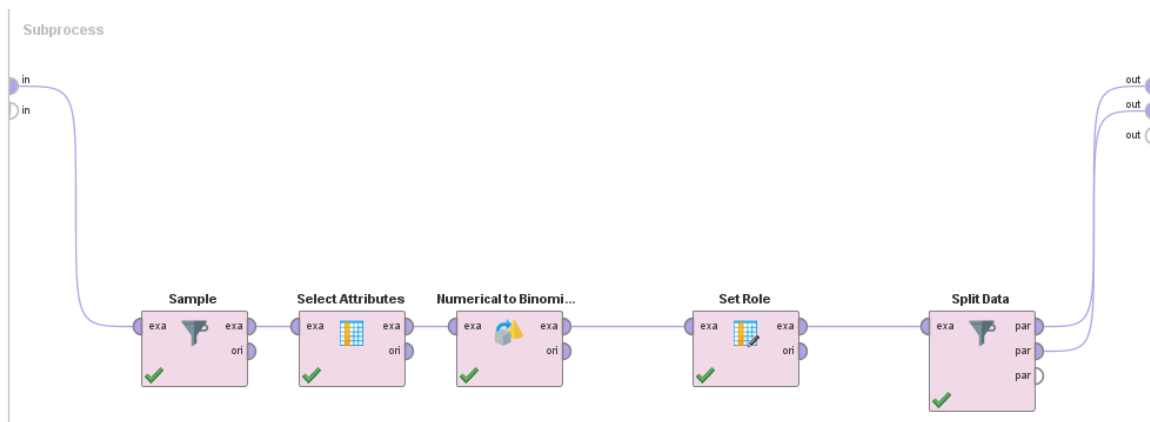 Subprocess
in
in
out
out
out
Sample
exa
exa
ori
Select Attributes
exa
exa
ori
Numerical to Binomi...
exa
exa
ori
Set Role
exa
exa
ori
Split Data
exa
par
par
par